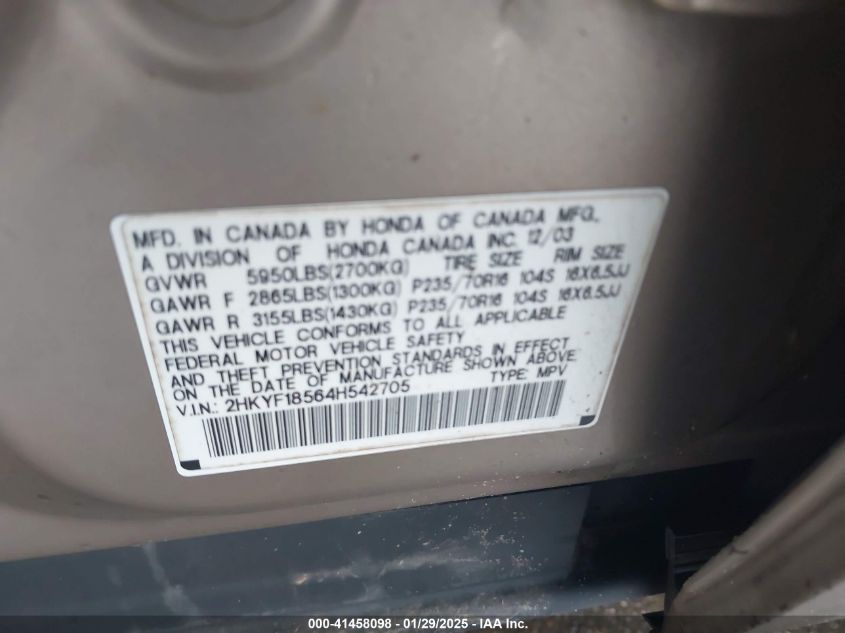 MFD. IN CANADA BY HONDA OF CANADA MFG.,
A DIVISION OF HONDA CANADA INC. 12/03
GVWR 5950LBS(2700KG) TIRE SIZE RIM SIZE
GAWR F 2865LBS(1300KG) P235/70R16 104S 16X6.5JJ
GAWR R 3155LBS(1430KG) P235/70R16 104S 16X6.5JJ
THIS VEHICLE CONFORMS TO ALL APPLICABLE
FEDERAL MOTOR VEHICLE SAFETY
AND THEFT PREVENTION STANDARDS IN EFFECT
ON THE DATE OF MANUFACTURE SHOWN ABOVE.
V.I.N.: 2HKYF18564H542705 TYPE: MPV
000-41458098 - 01/29/2025 - IAA Inc.